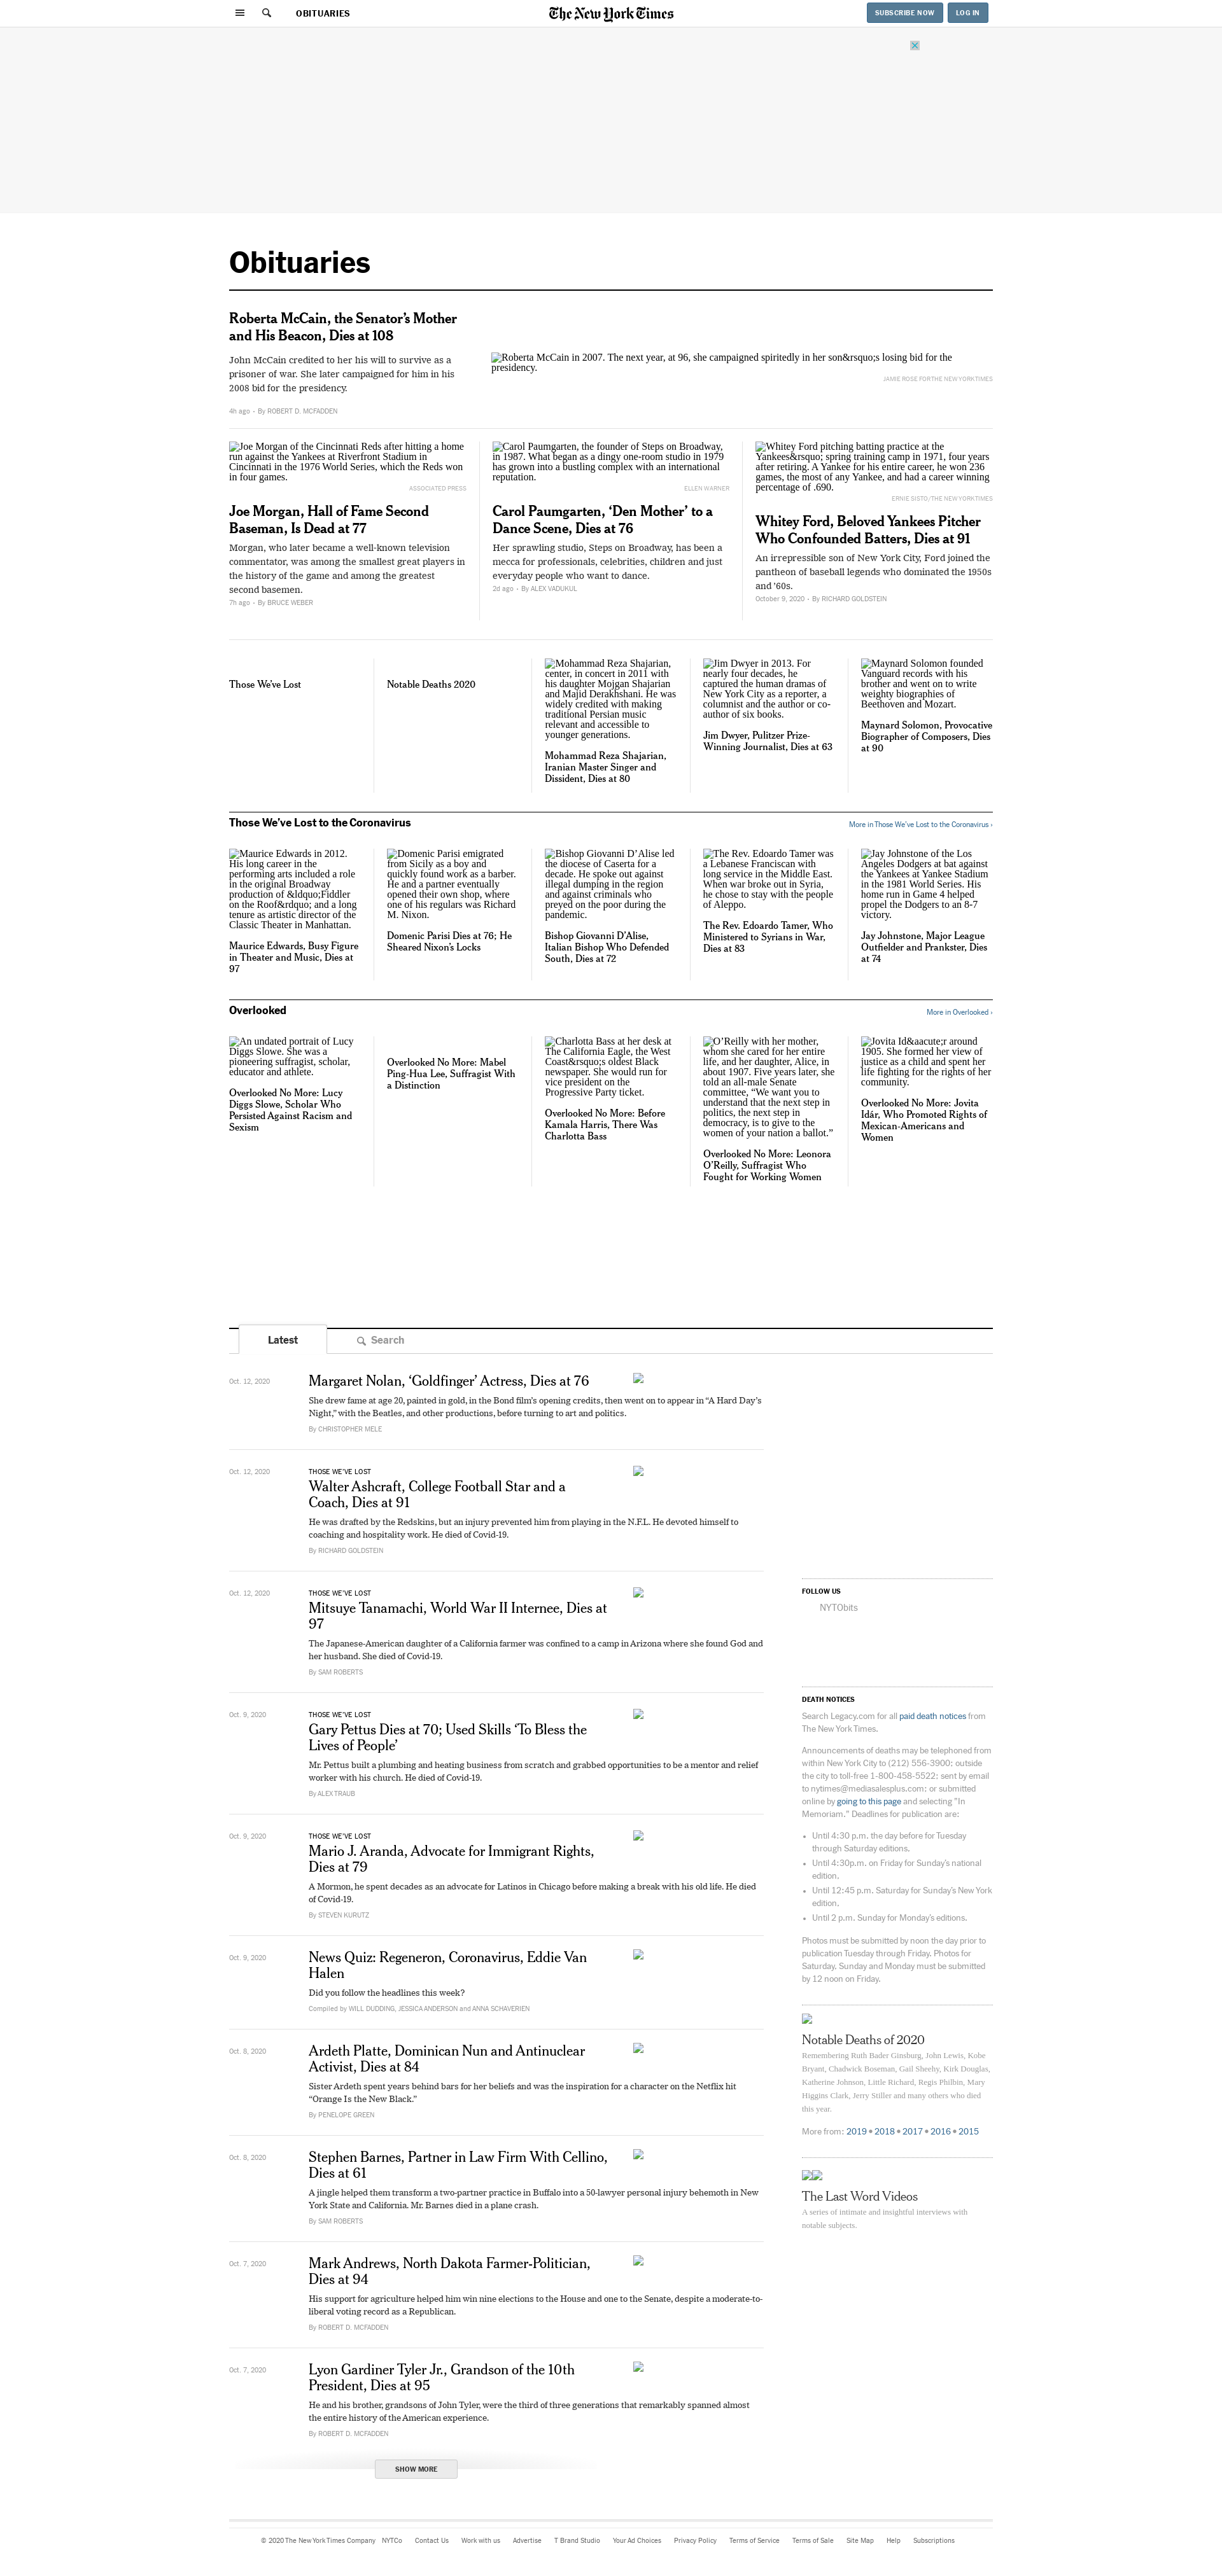 OBITUARIES
The New York Times
SUBSCRIBE NOW
LOG IN
Obituaries
Roberta McCain, the Senator’s Mother
and His Beacon, Dies at 108
John McCain credited to her his will to survive as a
prisoner of war. She later campaigned for him in his
2008 bid for the presidency.
4h ago • By ROBERT D. MCFADDEN
Roberta McCain in 2007. The next year, at 96, she campaigned spiritedly in her son&rsquo;s losing bid for the
presidency.
JAMIE ROSE FOR THE NEW YORK TIMES
Joe Morgan of the Cincinnati Reds after hitting a home
run against the Yankees at Riverfront Stadium in
Cincinnati in the 1976 World Series, which the Reds won
in four games.
ASSOCIATED PRESS
Joe Morgan, Hall of Fame Second
Baseman, Is Dead at 77
Morgan, who later became a well-known television
commentator, was among the smallest great players in
the history of the game and among the greatest
second basemen.
7h ago • By BRUCE WEBER
Carol Paumgarten, the founder of Steps on Broadway,
in 1987. What began as a dingy one-room studio in 1979
has grown into a bustling complex with an international
reputation.
ELLEN WARNER
Carol Paumgarten, ‘Den Mother’ to a
Dance Scene, Dies at 76
Her sprawling studio, Steps on Broadway, has been a
mecca for professionals, celebrities, children and just
everyday people who want to dance.
2d ago • By ALEX VADUKUL
Whitey Ford pitching batting practice at the
Yankees&rsquo; spring training camp in 1971, four years
after retiring. A Yankee for his entire career, he won 236
games, the most of any Yankee, and had a career winning
percentage of .690.
ERNIE SISTO/THE NEW YORK TIMES
Whitey Ford, Beloved Yankees Pitcher
Who Confounded Batters, Dies at 91
An irrepressible son of New York City, Ford joined the
pantheon of baseball legends who dominated the 1950s
and ’60s.
October 9, 2020 • By RICHARD GOLDSTEIN
Those We’ve Lost
Notable Deaths 2020
Mohammad Reza Shajarian,
center, in concert in 2011 with
his daughter Mojgan Shajarian
and Majid Derakhshani. He was
widely credited with making
traditional Persian music
relevant and accessible to
younger generations.
Mohammad Reza Shajarian,
Iranian Master Singer and
Dissident, Dies at 80
Jim Dwyer in 2013. For
nearly four decades, he
captured the human dramas of
New York City as a reporter, a
columnist and the author or co-
author of six books.
Jim Dwyer, Pulitzer Prize-
Winning Journalist, Dies at 63
Maynard Solomon founded
Vanguard records with his
brother and went on to write
weighty biographies of
Beethoven and Mozart.
Maynard Solomon, Provocative
Biographer of Composers, Dies
at 90
Those We’ve Lost to the Coronavirus
More in Those We’ve Lost to the Coronavirus ›
Maurice Edwards in 2012.
His long career in the
performing arts included a role
in the original Broadway
production of &ldquo;Fiddler
on the Roof&rdquo; and a long
tenure as artistic director of the
Classic Theater in Manhattan.
Maurice Edwards, Busy Figure
in Theater and Music, Dies at
97
Domenic Parisi emigrated
from Sicily as a boy and
quickly found work as a barber.
He and a partner eventually
opened their own shop, where
one of his regulars was Richard
M. Nixon.
Domenic Parisi Dies at 76; He
Sheared Nixon’s Locks
Bishop Giovanni D’Alise led
the diocese of Caserta for a
decade. He spoke out against
illegal dumping in the region
and against criminals who
preyed on the poor during the
pandemic.
Bishop Giovanni D’Alise,
Italian Bishop Who Defended
South, Dies at 72
The Rev. Edoardo Tamer was
a Lebanese Franciscan with
long service in the Middle East.
When war broke out in Syria,
he chose to stay with the people
of Aleppo.
The Rev. Edoardo Tamer, Who
Ministered to Syrians in War,
Dies at 83
Jay Johnstone of the Los
Angeles Dodgers at bat against
the Yankees at Yankee Stadium
in the 1981 World Series. His
home run in Game 4 helped
propel the Dodgers to an 8-7
victory.
Jay Johnstone, Major League
Outfielder and Prankster, Dies
at 74
Overlooked
More in Overlooked ›
An undated portrait of Lucy
Diggs Slowe. She was a
pioneering suffragist, scholar,
educator and athlete.
Overlooked No More: Lucy
Diggs Slowe, Scholar Who
Persisted Against Racism and
Sexism
Overlooked No More: Mabel
Ping-Hua Lee, Suffragist With
a Distinction
Charlotta Bass at her desk at
The California Eagle, the West
Coast&rsquo;s oldest Black
newspaper. She would run for
vice president on the
Progressive Party ticket.
Overlooked No More: Before
Kamala Harris, There Was
Charlotta Bass
O’Reilly with her mother,
whom she cared for her entire
life, and her daughter, Alice, in
about 1907. Five years later, she
told an all-male Senate
committee, “We want you to
understand that the next step in
politics, the next step in
democracy, is to give to the
women of your nation a ballot.”
Overlooked No More: Leonora
O’Reilly, Suffragist Who
Fought for Working Women
Jovita Id&aacute;r around
1905. She formed her view of
justice as a child and spent her
life fighting for the rights of her
community.
Overlooked No More: Jovita
Idár, Who Promoted Rights of
Mexican-Americans and
Women
Latest
Search
Oct. 12, 2020
Margaret Nolan, ‘Goldfinger’ Actress, Dies at 76
She drew fame at age 20, painted in gold, in the Bond film’s opening credits, then went on to appear in “A Hard Day’s
Night,” with the Beatles, and other productions, before turning to art and politics.
By CHRISTOPHER MELE
Oct. 12, 2020
THOSE WE’VE LOST
Walter Ashcraft, College Football Star and a
Coach, Dies at 91
He was drafted by the Redskins, but an injury prevented him from playing in the N.F.L. He devoted himself to
coaching and hospitality work. He died of Covid-19.
By RICHARD GOLDSTEIN
Oct. 12, 2020
THOSE WE’VE LOST
Mitsuye Tanamachi, World War II Internee, Dies at
97
The Japanese-American daughter of a California farmer was confined to a camp in Arizona where she found God and
her husband. She died of Covid-19.
By SAM ROBERTS
Oct. 9, 2020
THOSE WE’VE LOST
Gary Pettus Dies at 70; Used Skills ‘To Bless the
Lives of People’
Mr. Pettus built a plumbing and heating business from scratch and grabbed opportunities to be a mentor and relief
worker with his church. He died of Covid-19.
By ALEX TRAUB
Oct. 9, 2020
THOSE WE’VE LOST
Mario J. Aranda, Advocate for Immigrant Rights,
Dies at 79
A Mormon, he spent decades as an advocate for Latinos in Chicago before making a break with his old life. He died
of Covid-19.
By STEVEN KURUTZ
Oct. 9, 2020
News Quiz: Regeneron, Coronavirus, Eddie Van
Halen
Did you follow the headlines this week?
Compiled by WILL DUDDING, JESSICA ANDERSON and ANNA SCHAVERIEN
Oct. 8, 2020
Ardeth Platte, Dominican Nun and Antinuclear
Activist, Dies at 84
Sister Ardeth spent years behind bars for her beliefs and was the inspiration for a character on the Netflix hit
“Orange Is the New Black.”
By PENELOPE GREEN
Oct. 8, 2020
Stephen Barnes, Partner in Law Firm With Cellino,
Dies at 61
A jingle helped them transform a two-partner practice in Buffalo into a 50-lawyer personal injury behemoth in New
York State and California. Mr. Barnes died in a plane crash.
By SAM ROBERTS
Oct. 7, 2020
Mark Andrews, North Dakota Farmer-Politician,
Dies at 94
His support for agriculture helped him win nine elections to the House and one to the Senate, despite a moderate-to-
liberal voting record as a Republican.
By ROBERT D. MCFADDEN
Oct. 7, 2020
Lyon Gardiner Tyler Jr., Grandson of the 10th
President, Dies at 95
He and his brother, grandsons of John Tyler, were the third of three generations that remarkably spanned almost
the entire history of the American experience.
By ROBERT D. MCFADDEN
SHOW MORE
FOLLOW US
NYTObits
DEATH NOTICES
Search Legacy.com for all paid death notices from
The New York Times.
Announcements of deaths may be telephoned from
within New York City to (212) 556-3900: outside
the city to toll-free 1-800-458-5522: sent by email
to nytimes@mediasalesplus.com: or submitted
online by going to this page and selecting "In
Memoriam." Deadlines for publication are:
• Until 4:30 p.m. the day before for Tuesday
through Saturday editions.
• Until 4:30p.m. on Friday for Sunday’s national
edition.
• Until 12:45 p.m. Saturday for Sunday’s New York
edition.
• Until 2 p.m. Sunday for Monday’s editions.
Photos must be submitted by noon the day prior to
publication Tuesday through Friday. Photos for
Saturday, Sunday and Monday must be submitted
by 12 noon on Friday.
Notable Deaths of 2020
Remembering Ruth Bader Ginsburg, John Lewis, Kobe
Bryant, Chadwick Boseman, Gail Sheehy, Kirk Douglas,
Katherine Johnson, Little Richard, Regis Philbin, Mary
Higgins Clark, Jerry Stiller and many others who died
this year.
More from: 2019 • 2018 • 2017 • 2016 • 2015
The Last Word Videos
A series of intimate and insightful interviews with
notable subjects.
© 2020 The New York Times Company NYTCo Contact Us Work with us Advertise T Brand Studio Your Ad Choices Privacy Policy Terms of Service Terms of Sale Site Map Help Subscriptions